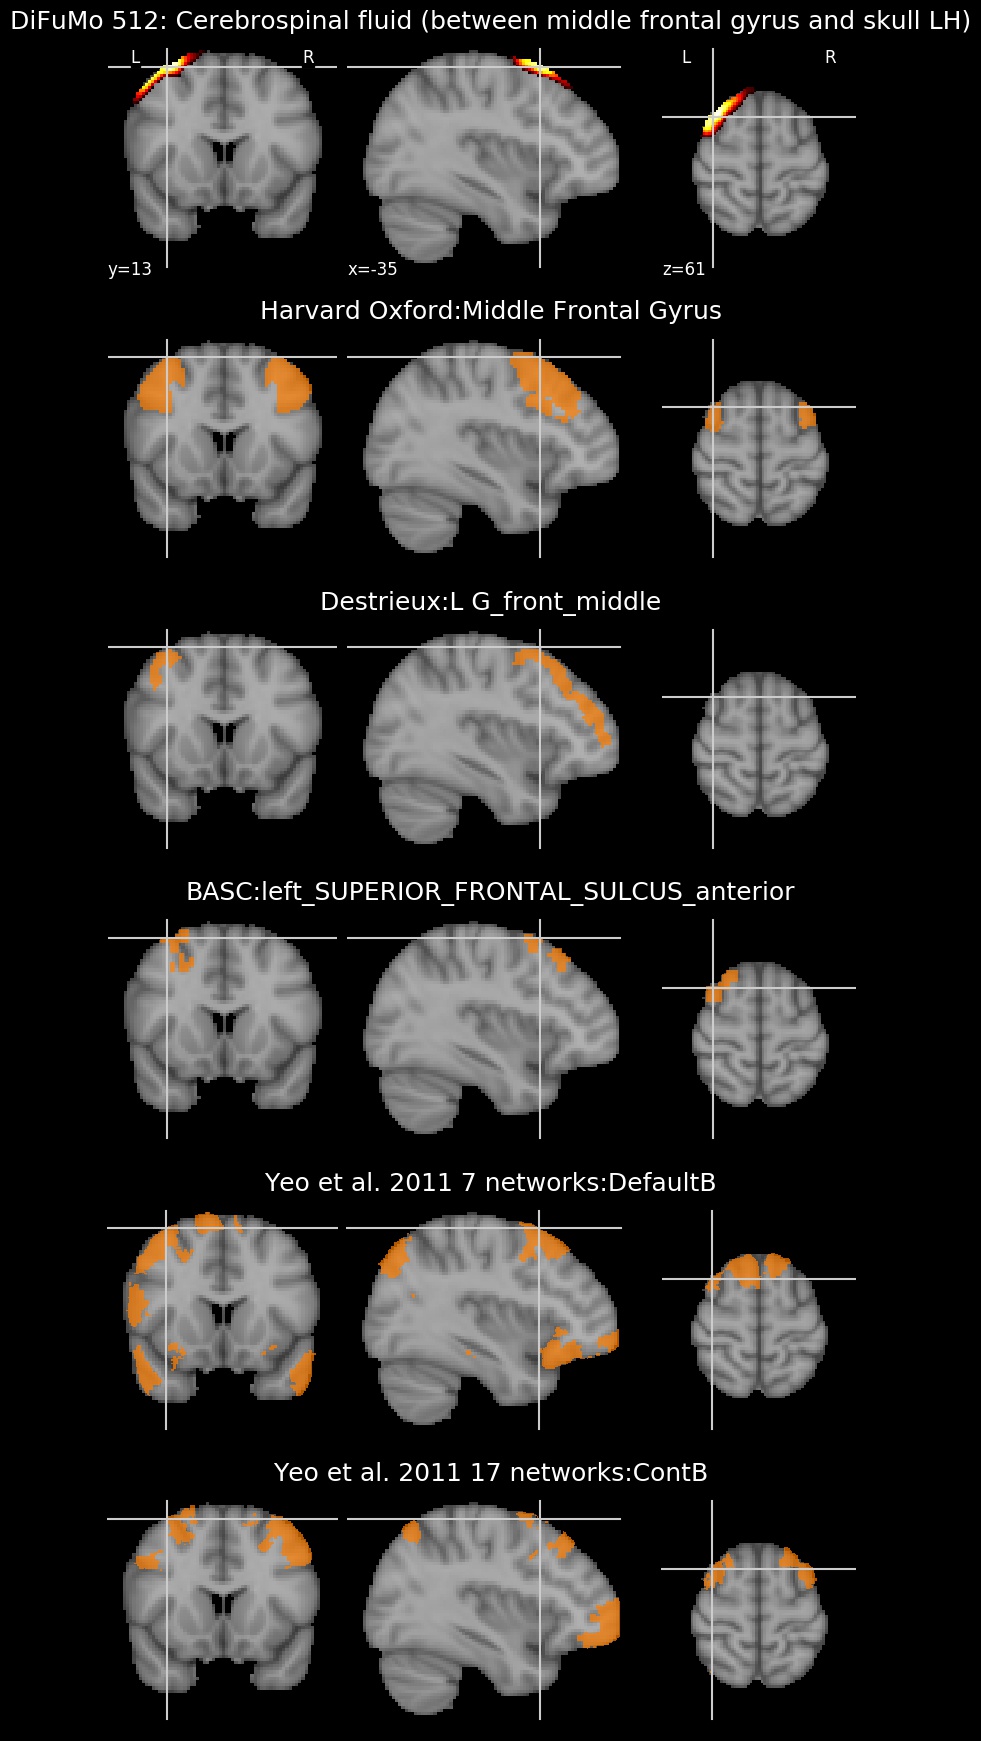 DiFuMo 512: Cerebrospinal fluid (between middle frontal gyrus and skull LH)
L R L R
y=13 x=-35 z=61
Harvard Oxford:Middle Frontal Gyrus
Destrieux:L G_front_middle
BASC:left_SUPERIOR_FRONTAL_SULCUS_anterior
Yeo et al. 2011 7 networks:DefaultB
Yeo et al. 2011 17 networks:ContB